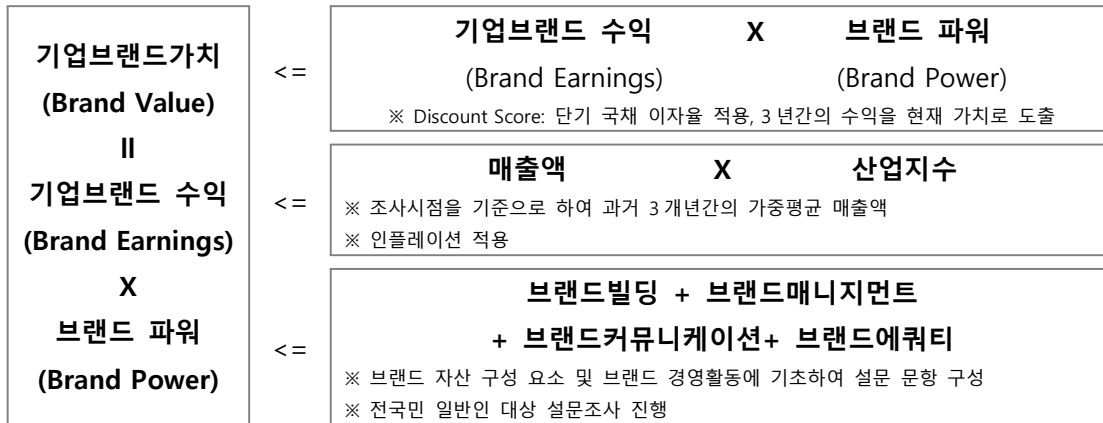 기업브랜드가치
(Brand Value)
II
기업브랜드 수익
(Brand Earnings)
X
브랜드 파워
(Brand Power)
<=
기업브랜드 수익 X 브랜드 파워
(Brand Earnings) (Brand Power)
※ Discount Score: 단기 국채 이자율 적용, 3 년간의 수익을 현재 가치로 도출
<=
매출액 X 산업지수
※ 조사시점을 기준으로 하여 과거 3 개년간의 가중평균 매출액
※ 인플레이션 적용
<=
브랜드빌딩 + 브랜드매니지먼트
+ 브랜드커뮤니케이션+ 브랜드에쿼티
※ 브랜드 자산 구성 요소 및 브랜드 경영활동에 기초하여 설문 문항 구성
※ 전국민 일반인 대상 설문조사 진행